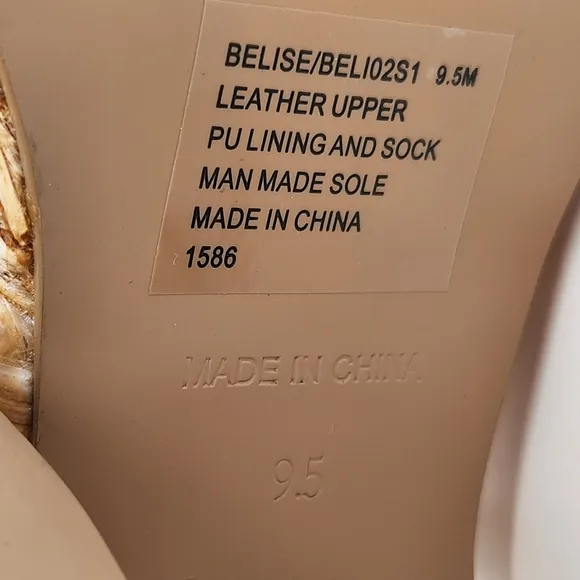 BELISE/BELI02S1 9.5M
LEATHER UPPER
PU LINING AND SOCK
MAN MADE SOLE
MADE IN CHINA
1586
MADE IN CHINA
9.5